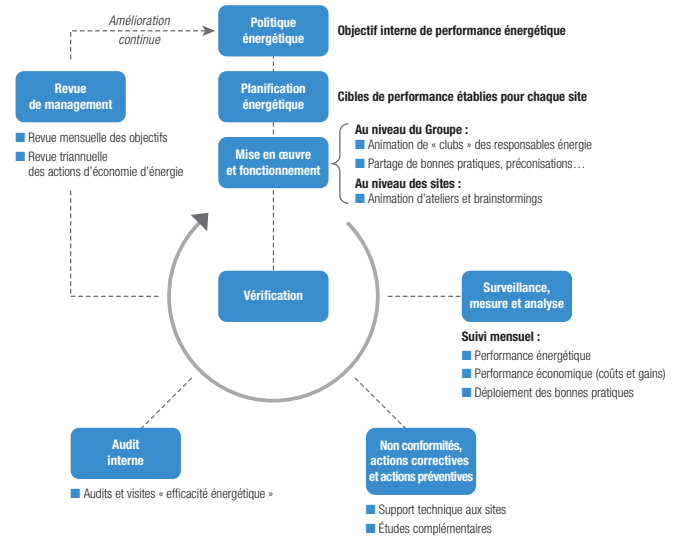 Amélioration
continue
Politique
énergétique
Objectif interne de performance énergétique
Revue
de management
Revue mensuelle des objectifs
Revue triannuelle
des actions d'économie d'énergie
Planification
énergétique
Cibles de performance établies pour chaque site
Mise en œuvre
et fonctionnement
Au niveau du Groupe :
Animation de « clubs » des responsables énergie
Partage de bonnes pratiques, préconisations…
Au niveau des sites :
Animation d'ateliers et brainstormings
Vérification
Surveillance,
mesure et analyse
Suivi mensuel :
Performance énergétique
Performance économique (coûts et gains)
Déploiement des bonnes pratiques
Audit
interne
Audits et visites « efficacité énergétique »
Non conformités,
actions correctives
et actions préventives
Support technique aux sites
Études complémentaires